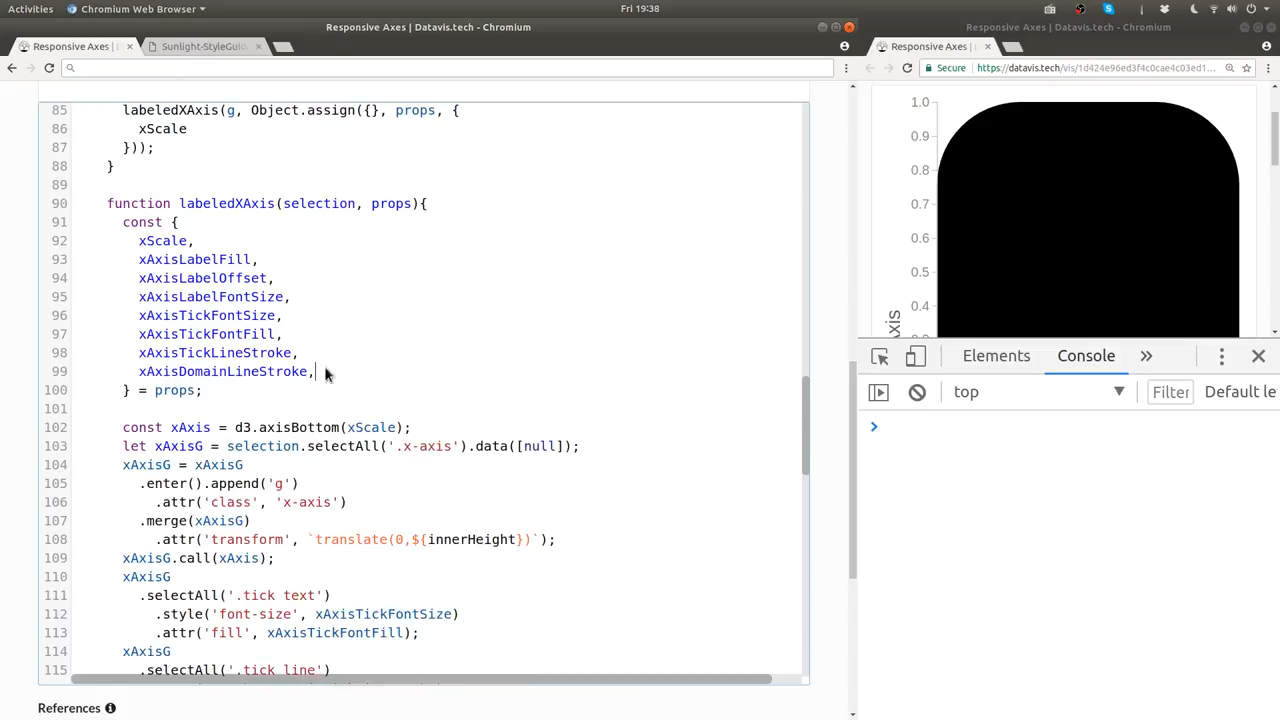 Activities Chromium Web Browser Fri 19:38
Responsive Axes | Datavis.tech - Chromium
Responsive Axes | Datavis.tech - Chromium
Responsive Axes | Sunlight-StyleGuid
Responsive Axes |
Secure https://datavis.tech/vis/1d424e96ed3f4c0cae4c03ed1...
85 labeledXAxis(g, Object.assign({}, props, {
86 xScale
87 }));
88 }
89
90 function labeledXAxis(selection, props){
91 const {
92 xScale,
93 xAxisLabelFill,
94 xAxisLabelOffset,
95 xAxisLabelFontSize,
96 xAxisTickFontSize,
97 xAxisTickFontFill,
98 xAxisTickLineStroke,
99 xAxisDomainLineStroke,
100 } = props;
101
102 const xAxis = d3.axisBottom(xScale);
103 let xAxisG = selection.selectAll('.x-axis').data([null]);
104 xAxisG = xAxisG
105 .enter().append('g')
106 .attr('class', 'x-axis')
107 .merge(xAxisG)
108 .attr('transform', `translate(0,${innerHeight})`);
109 xAxisG.call(xAxis);
110 xAxisG
111 .selectAll('.tick text')
112 .style('font-size', xAxisTickFontSize)
113 .attr('fill', xAxisTickFontFill);
114 xAxisG
115 .selectAll('.tick line')
References
1.0
0.9
0.8
0.7
0.6
0.5
0.4
Axis
Elements Console
top Filter Default le